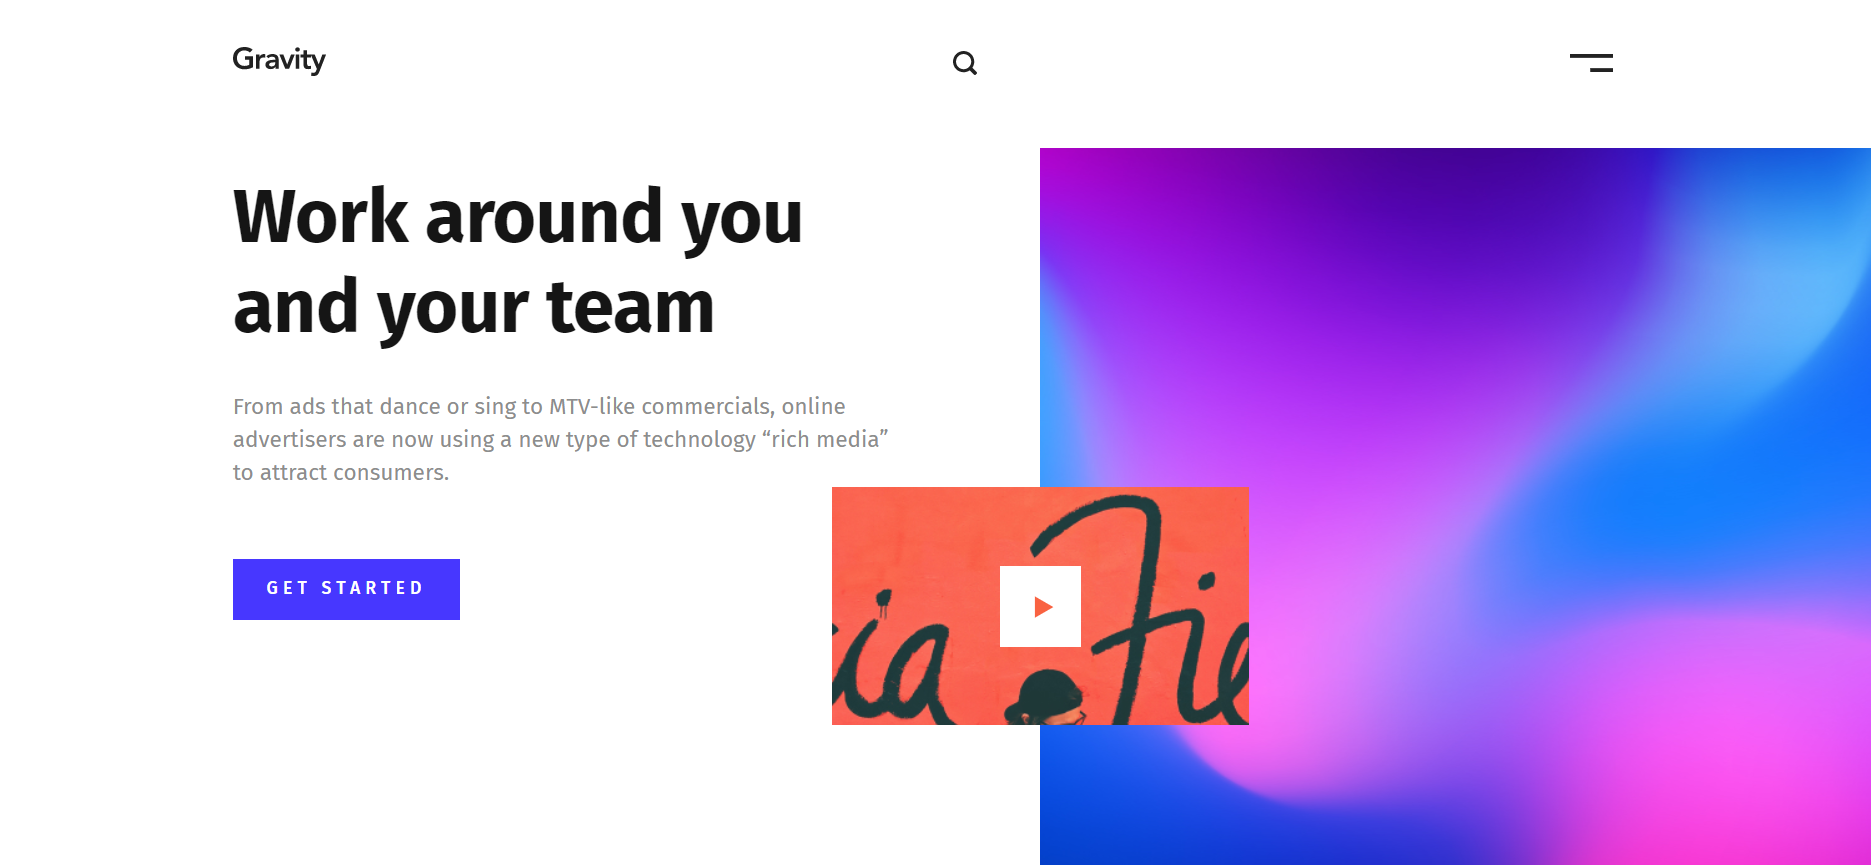 Gravity
Work around you
and your team
From ads that dance or sing to MTV-like commercials, online
advertisers are now using a new type of technology “rich media”
to attract consumers.
GET STARTED
ia Fie